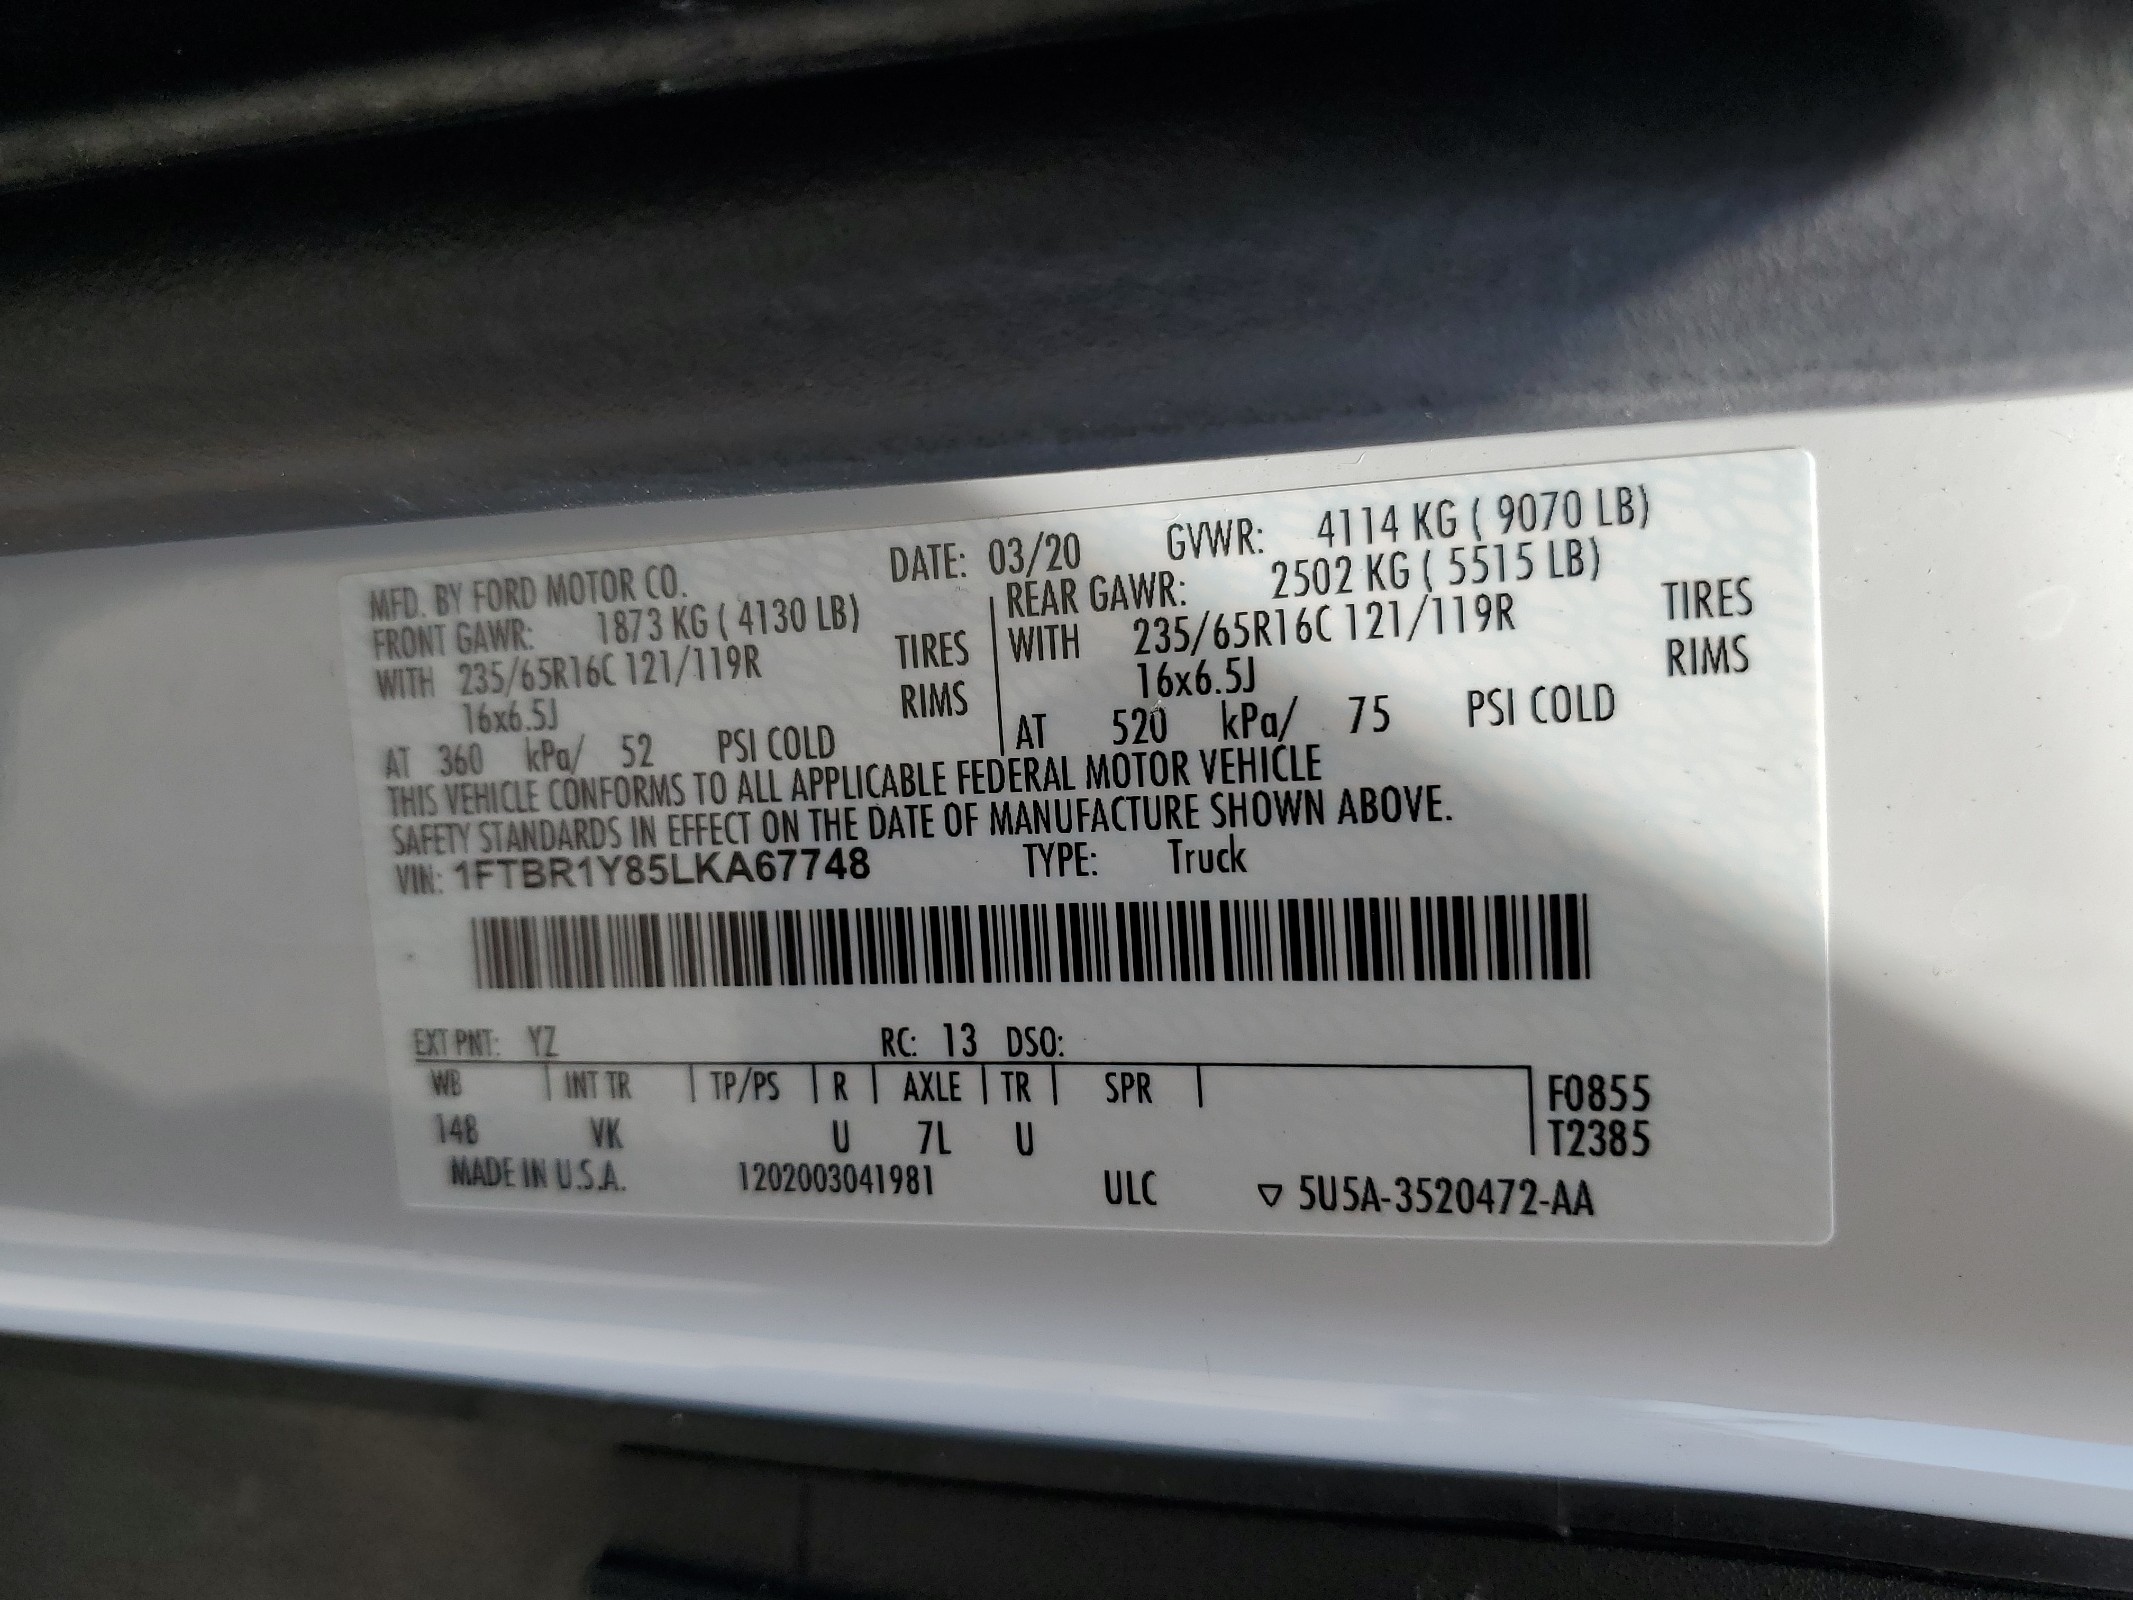 MFD. BY FORD MOTOR CO. DATE: 03/20 GVWR: 4114 KG ( 9070 LB)
FRONT GAWR: 1873 KG ( 4130 LB) REAR GAWR: 2502 KG ( 5515 LB)
WITH 235/65R16C 121/119R TIRES WITH 235/65R16C 121/119R TIRES
16x6.5J RIMS 16x6.5J RIMS
AT 360 kPa/ 52 PSI COLD AT 520 kPa/ 75 PSI COLD
THIS VEHICLE CONFORMS TO ALL APPLICABLE FEDERAL MOTOR VEHICLE
SAFETY STANDARDS IN EFFECT ON THE DATE OF MANUFACTURE SHOWN ABOVE.
VIN: 1FTBR1Y85LKA67748 TYPE: Truck
EXT PNT: YZ RC: 13 DSO:
WB INT TR TP/PS R AXLE TR SPR F0855
148 VK U 7L U T2385
MADE IN U.S.A. 1202003041981 ULC ▽ 5U5A-3520472-AA